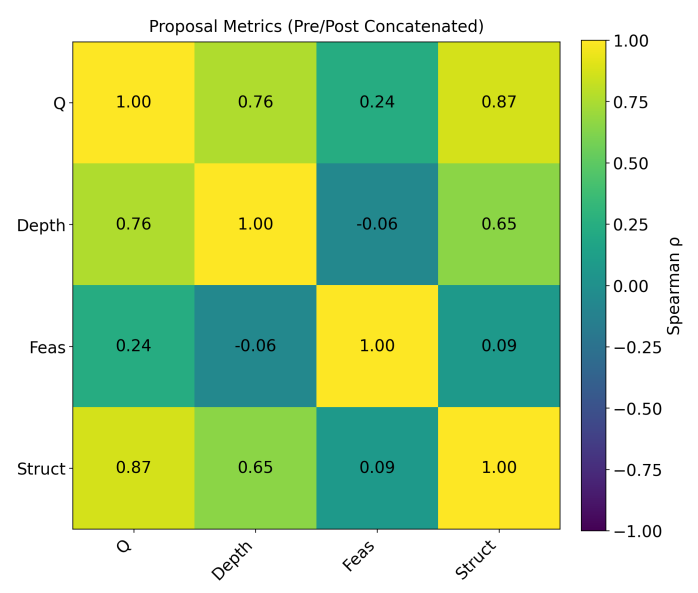 Proposal Metrics (Pre/Post Concatenated)
Q 1.00 0.76 0.24 0.87
Depth 0.76 1.00 -0.06 0.65
Feas 0.24 -0.06 1.00 0.09
Struct 0.87 0.65 0.09 1.00
Q Depth Feas Struct
1.00
0.75
0.50
0.25
0.00
−0.25
−0.50
−0.75
−1.00
Spearman ρ